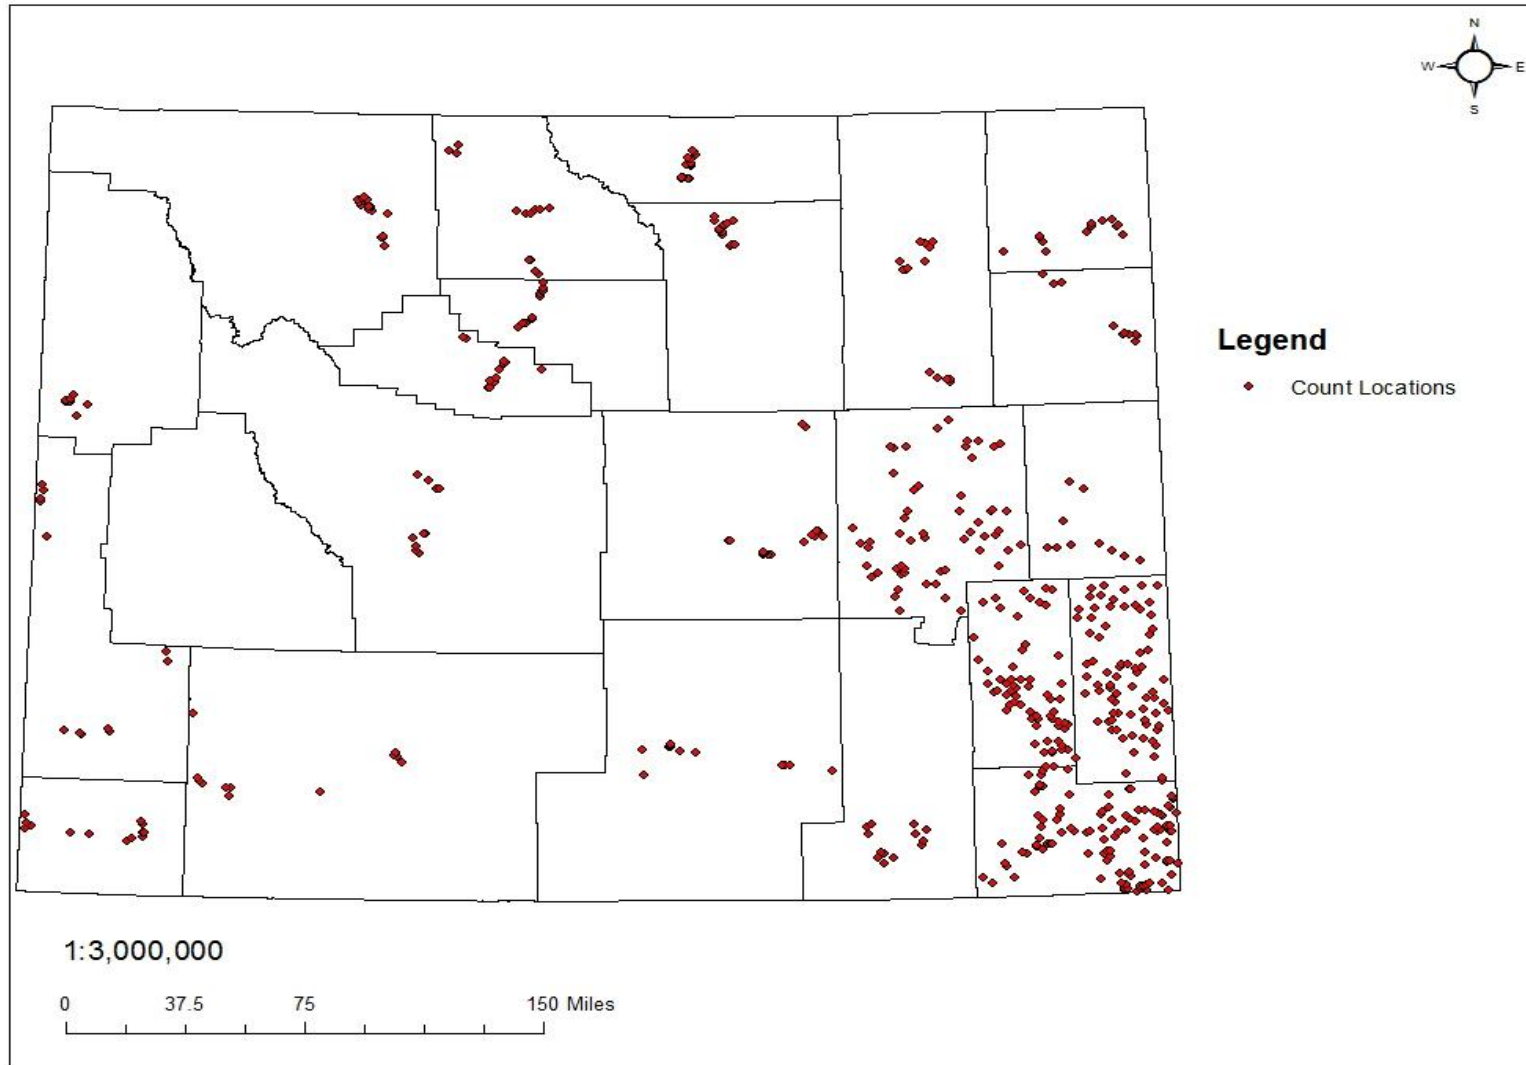 N
W E
S
Legend
Count Locations
1:3,000,000
0 37.5 75 150 Miles